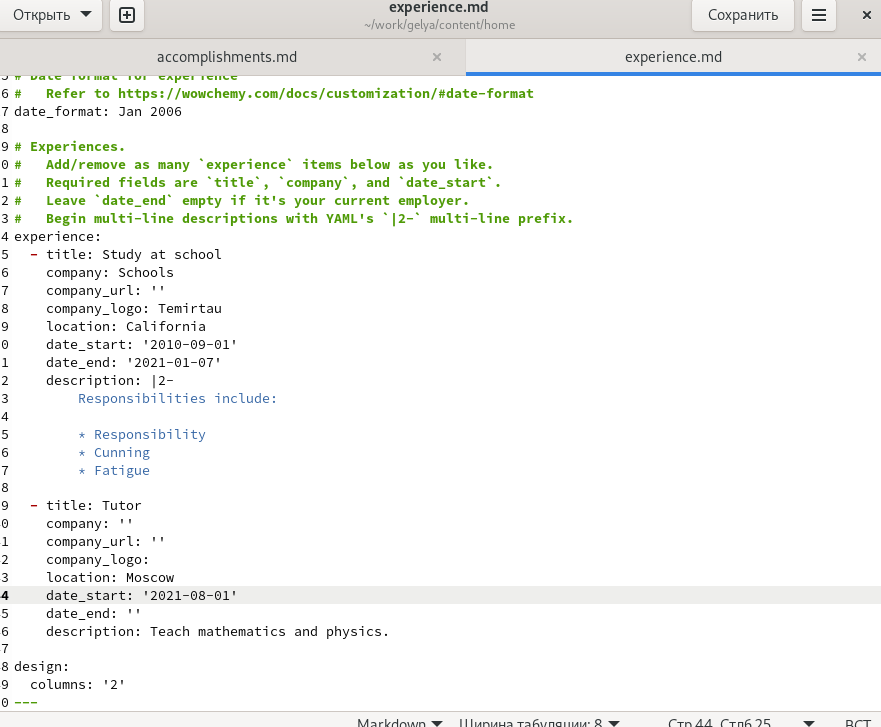 experience.md
Открыть
~/work/gelya/content/home
Сохранить
accomplishments.md
experience.md
5 # Date format for experience
6 #   Refer to https://wowchemy.com/docs/customization/#date-format
7 date_format: Jan 2006
8
9 # Experiences.
0 #   Add/remove as many `experience` items below as you like.
1 #   Required fields are `title`, `company`, and `date_start`.
2 #   Leave `date_end` empty if it's your current employer.
3 #   Begin multi-line descriptions with YAML's `|2-` multi-line prefix.
4 experience:
5   - title: Study at school
6     company: Schools
7     company_url: ''
8     company_logo: Temirtau
9     location: California
0     date_start: '2010-09-01'
1     date_end: '2021-01-07'
2     description: |2-
3         Responsibilities include:
4
5         * Responsibility
6         * Cunning
7         * Fatigue
8
9   - title: Tutor
0     company: ''
1     company_url: ''
2     company_logo:
3     location: Moscow
4     date_start: '2021-08-01'
5     date_end: ''
6     description: Teach mathematics and physics.
7
8 design:
9   columns: '2'
0 ---
Markdown Ширина табуляции: 8 Стр 44, Стлб 25 ВСТ